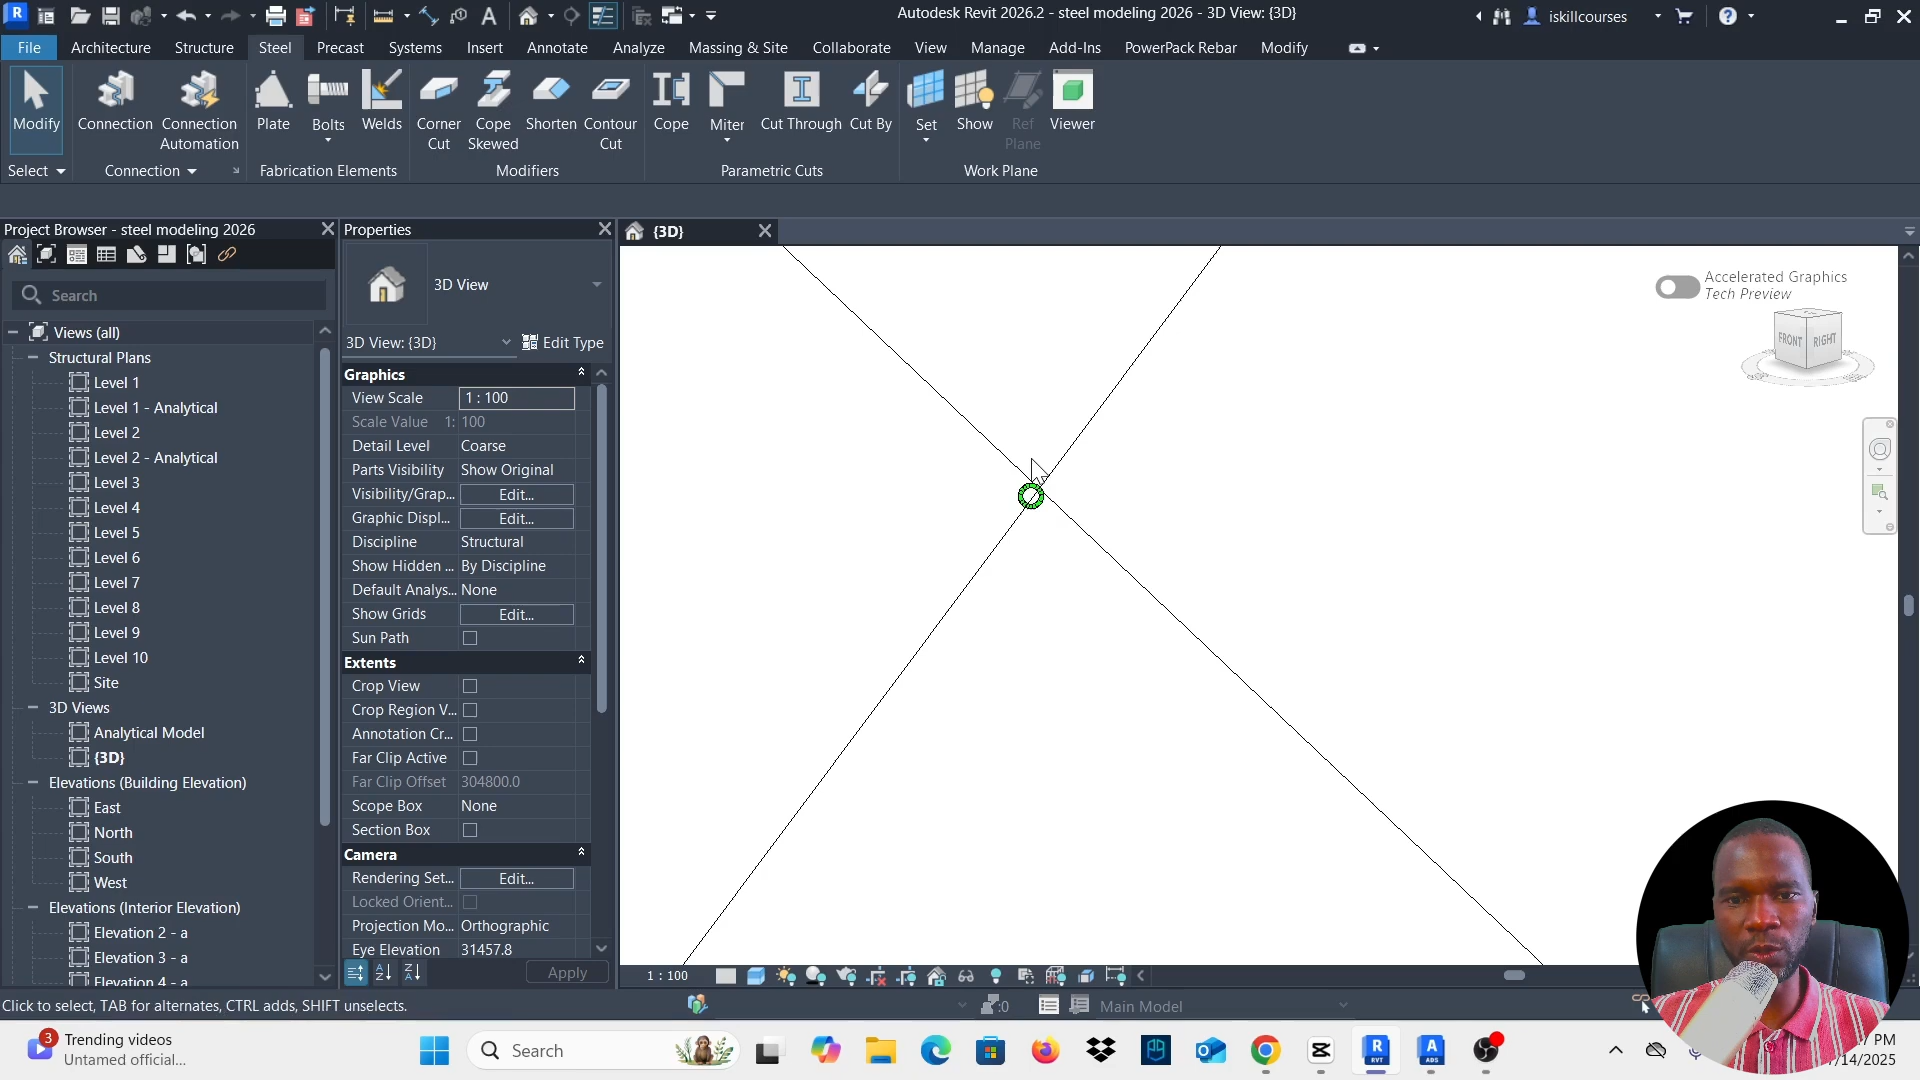 Autodesk Revit 2026.2 - steel modeling 2026 - 3D View: {3D}
iskillcourses
File Architecture Structure Steel Precast Systems Insert Annotate Analyze Massing & Site Collaborate View Manage Add-Ins PowerPack Rebar Modify
Modify
Connection
Connection Automation
Plate
Bolts
Welds
Corner Cut
Cope Skewed
Shorten
Contour Cut
Cope
Miter
Cut Through
Cut By
Set
Show
Ref Plane
Viewer
Select
Connection
Fabrication Elements
Modifiers
Parametric Cuts
Work Plane
Project Browser - steel modeling 2026
Search
Views (all)
Structural Plans
Level 1
Level 1 - Analytical
Level 2
Level 2 - Analytical
Level 3
Level 4
Level 5
Level 6
Level 7
Level 8
Level 9
Level 10
Site
3D Views
Analytical Model
{3D}
Elevations (Building Elevation)
East
North
South
West
Elevations (Interior Elevation)
Elevation 2 - a
Elevation 3 - a
Elevation 4 - a
Properties
3D View
3D View: {3D}
Edit Type
Graphics
View Scale 1 : 100
Scale Value 1: 100
Detail Level Coarse
Parts Visibility Show Original
Visibility/Grap... Edit...
Graphic Displ... Edit...
Discipline Structural
Show Hidden ... By Discipline
Default Analys... None
Show Grids Edit...
Sun Path
Extents
Crop View
Crop Region V...
Annotation Cr...
Far Clip Active
Far Clip Offset 304800.0
Scope Box None
Section Box
Camera
Rendering Set... Edit...
Locked Orient...
Projection Mo... Orthographic
Eye Elevation 31457.8
Apply
{3D}
Accelerated Graphics
Tech Preview
FRONT RIGHT
1 : 100
Click to select, TAB for alternates, CTRL adds, SHIFT unselects.
:0
Main Model
3
Trending videos
Untamed official...
Search
7 PM
/14/2025